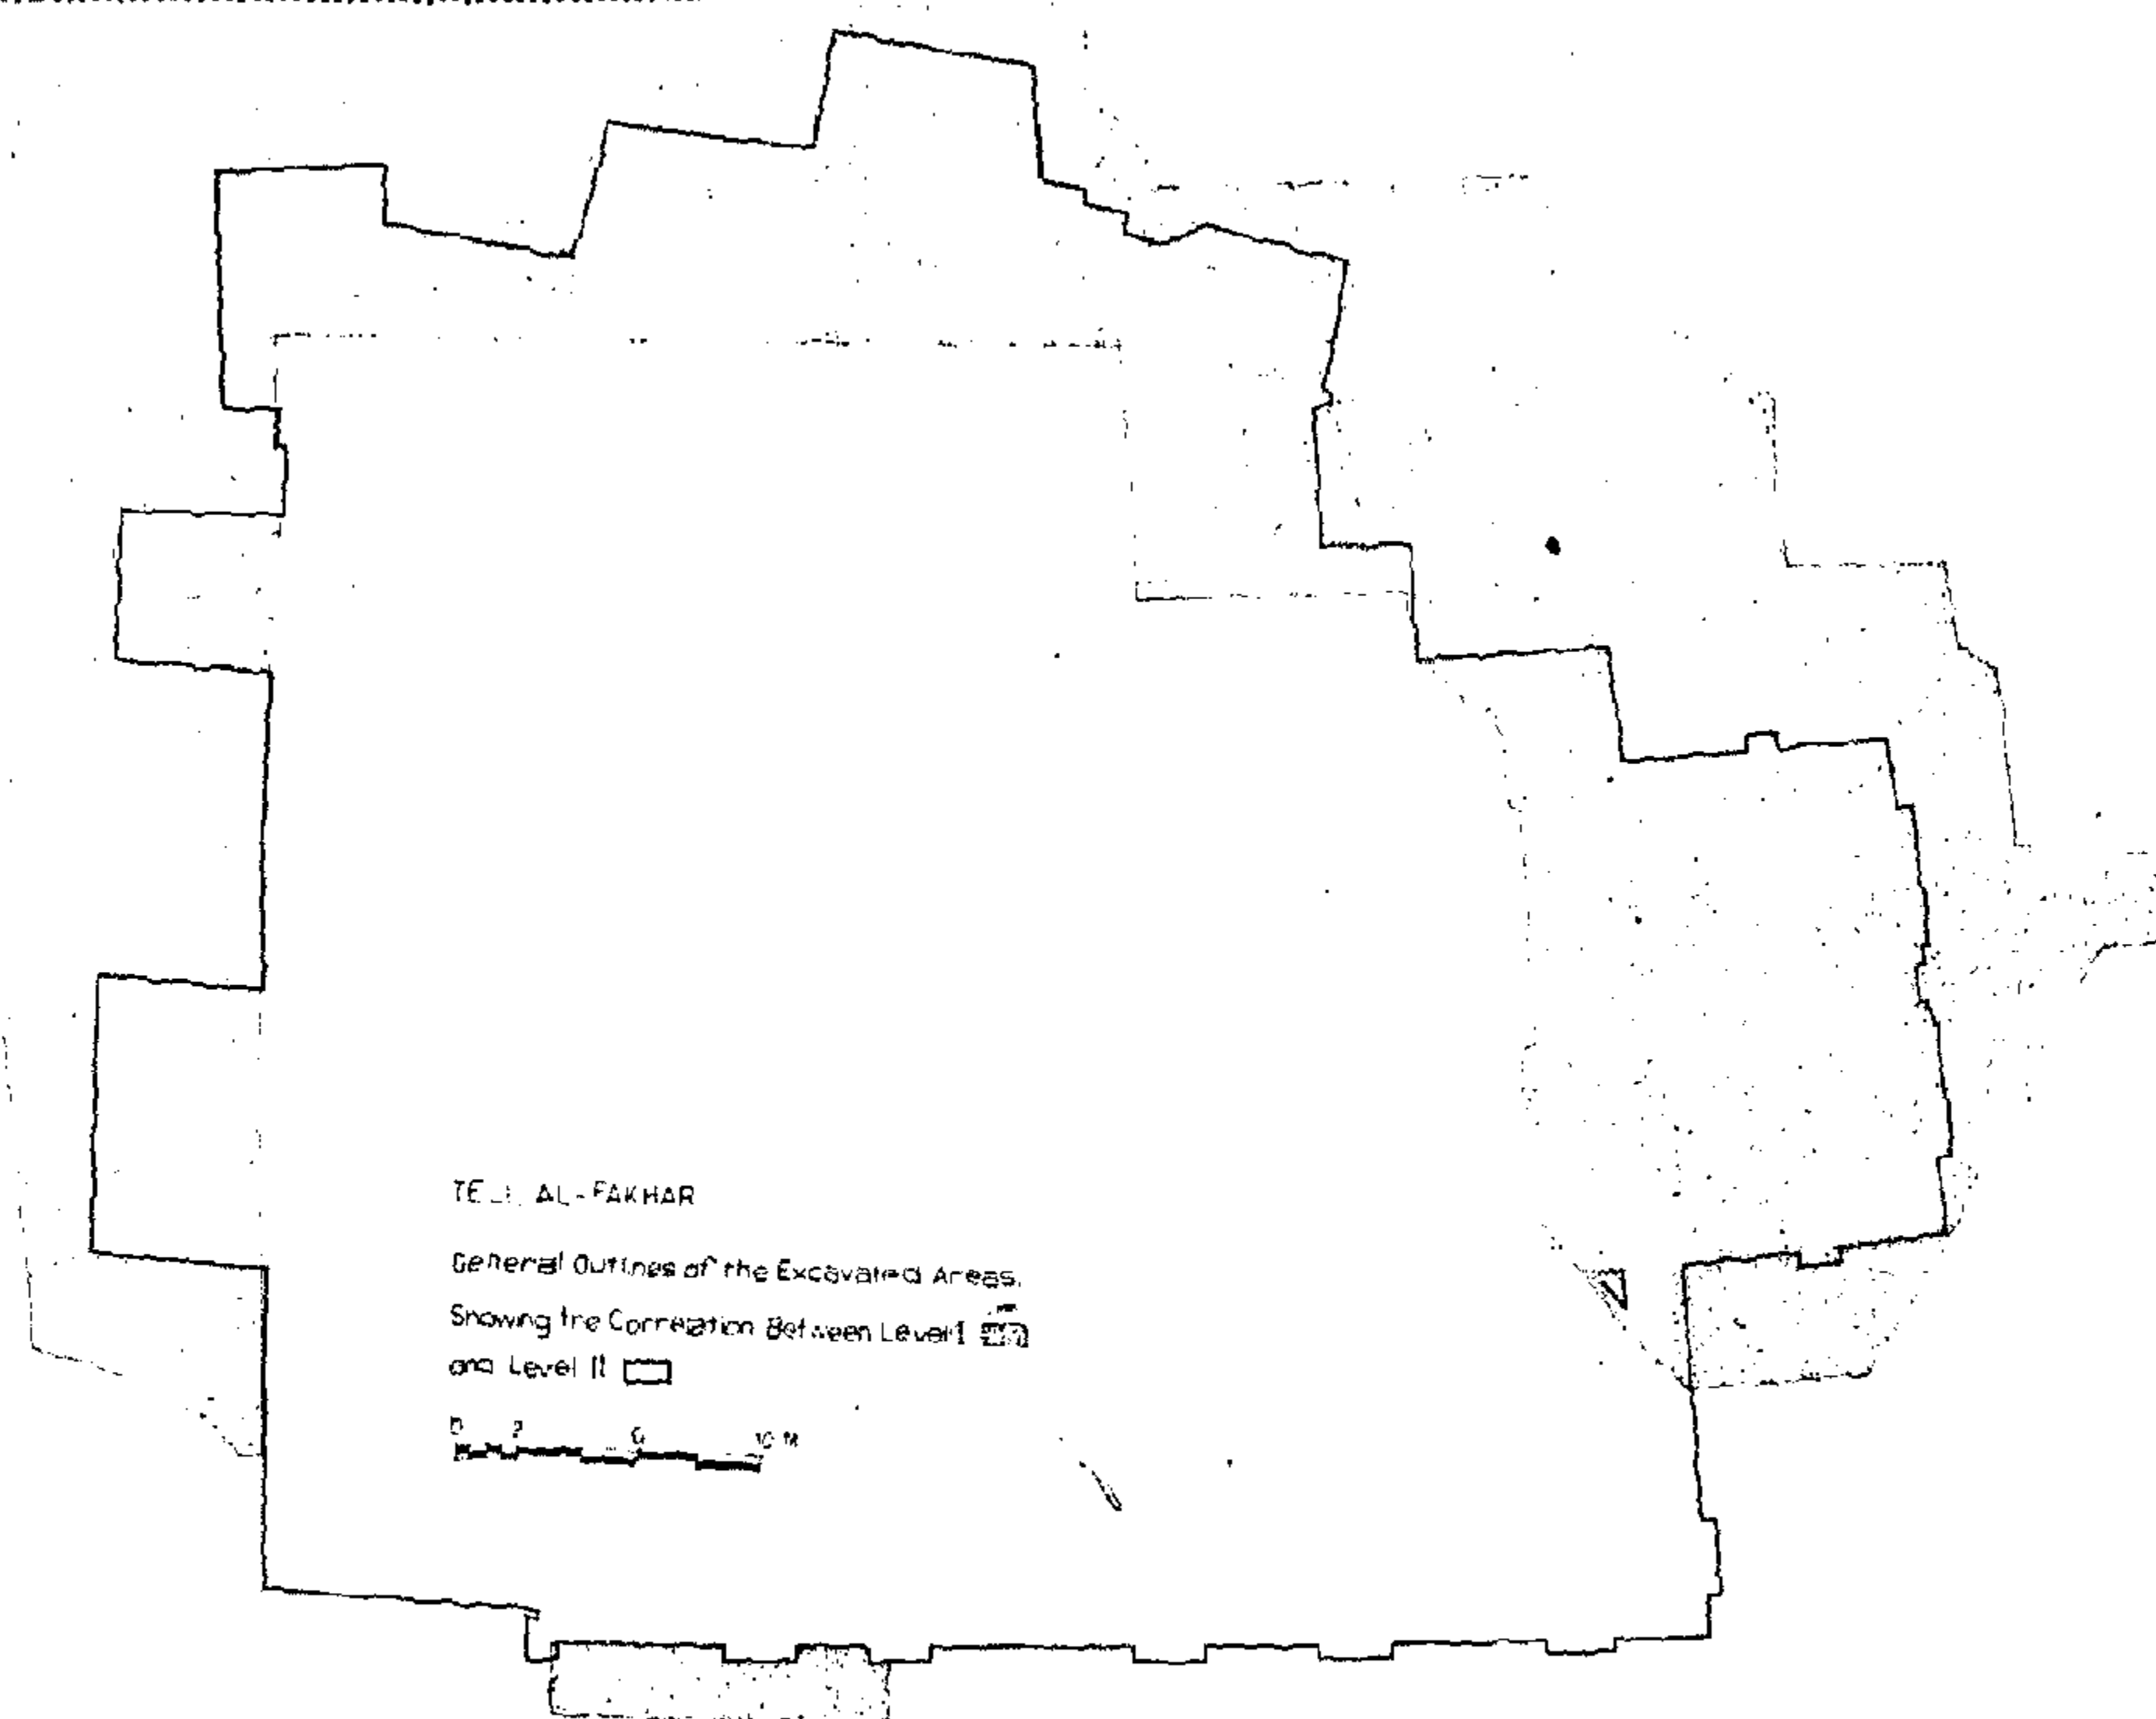 TELL AL-FAKHAR
General Outlines of the Excavated Areas,
Showing the Correlation Between Level I
and Level II
0 2 6 10 M